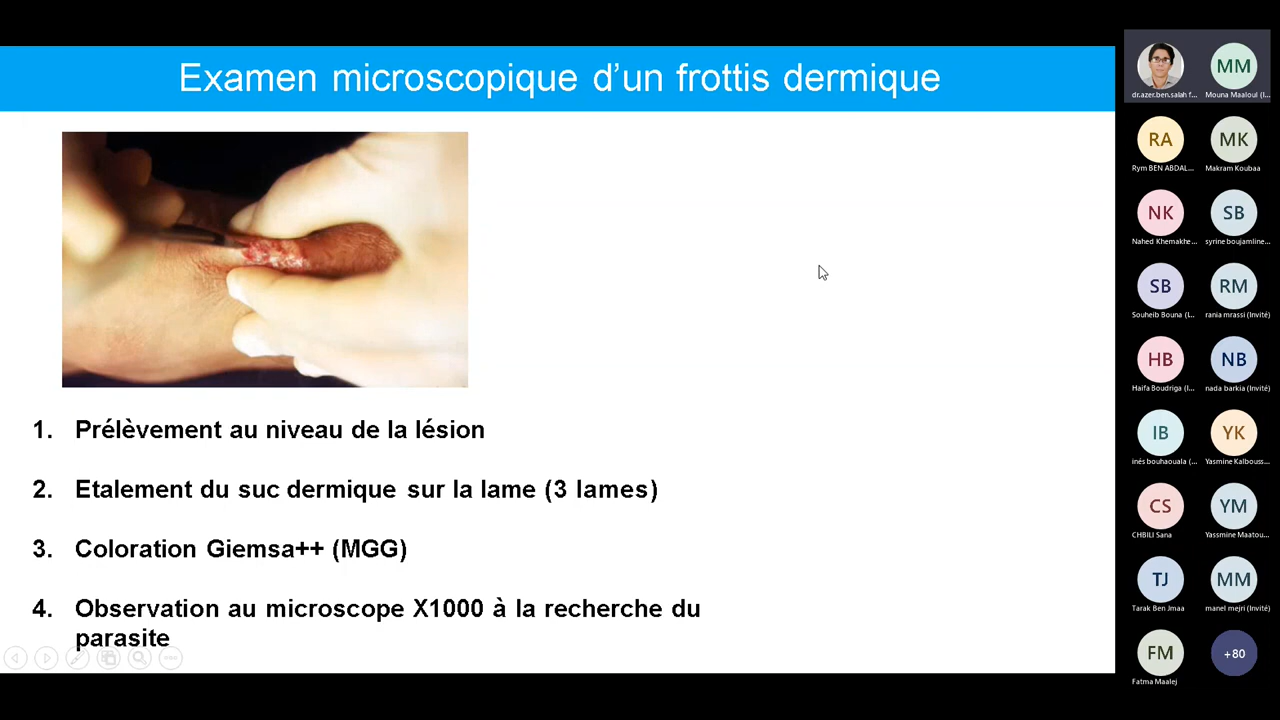 Examen microscopique d'un frottis dermique
1. Prélèvement au niveau de la lésion
2. Etalement du suc dermique sur la lame (3 lames)
3. Coloration Giemsa++ (MGG)
4. Observation au microscope X1000 à la recherche du
parasite
dr.azer.ben.salah f...
MM
Mouna Maaloul (I...
RA
Rym BEN ABDAL...
MK
Makram Koubaa
NK
Nahed Khemakhe...
SB
syrine boujamline...
SB
Souheib Bouna (I...
RM
rania mrassi (Invité)
HB
Haifa Boudriga (I...
NB
nada barkia (Invité)
IB
inès bouhaouala (...
YK
Yasmine Kalbouss...
CS
CHBILI Sana
YM
Yassmine Maatou...
TJ
Tarak Ben Jmaa
MM
manel mejri (Invité)
FM
Fatma Maalej
+80